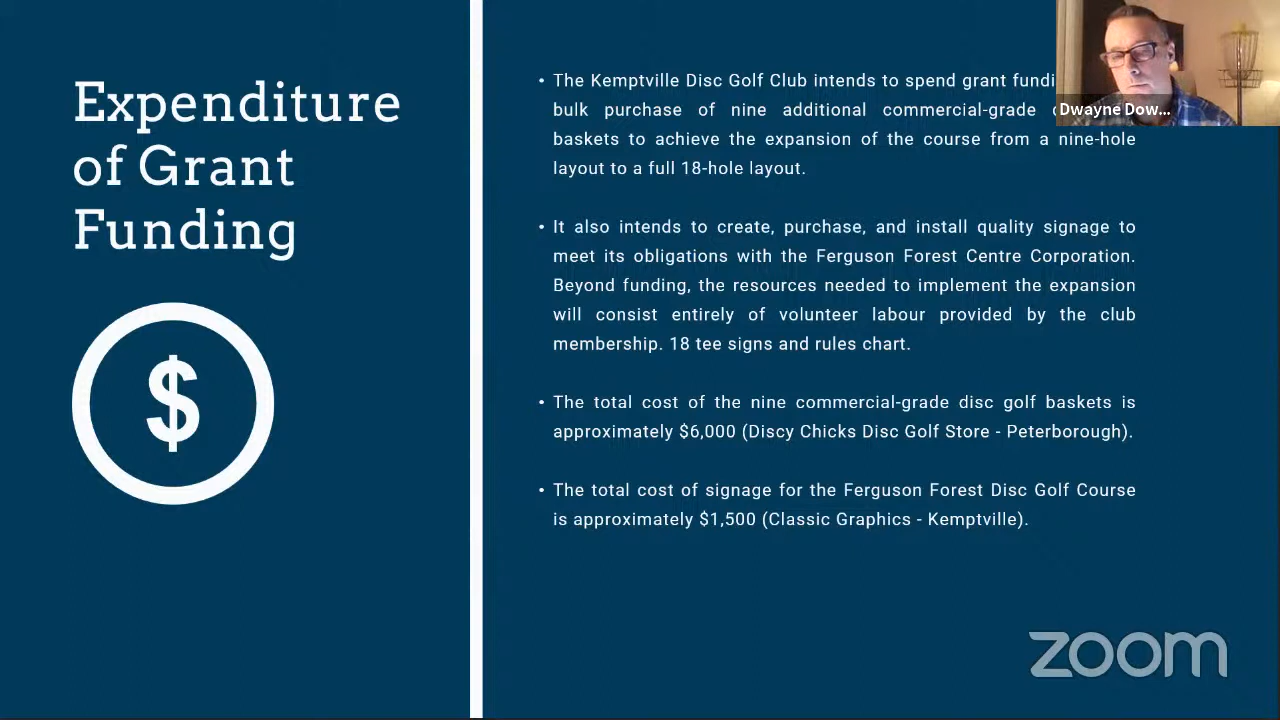 Expenditure
of Grant
Funding
$
• The Kemptville Disc Golf Club intends to spend grant
bulk purchase of nine additional commercial-grade
baskets to achieve the expansion of the course from a nine-hole
layout to a full 18-hole layout.
• It also intends to create, purchase, and install quality signage to
meet its obligations with the Ferguson Forest Centre Corporation.
Beyond funding, the resources needed to implement the expansion
will consist entirely of volunteer labour provided by the club
membership. 18 tee signs and rules chart.
• The total cost of the nine commercial-grade disc golf baskets is
approximately $6,000 (Discy Chicks Disc Golf Store - Peterborough).
• The total cost of signage for the Ferguson Forest Disc Golf Course
is approximately $1,500 (Classic Graphics - Kemptville).
Dwayne Dow...
zoom